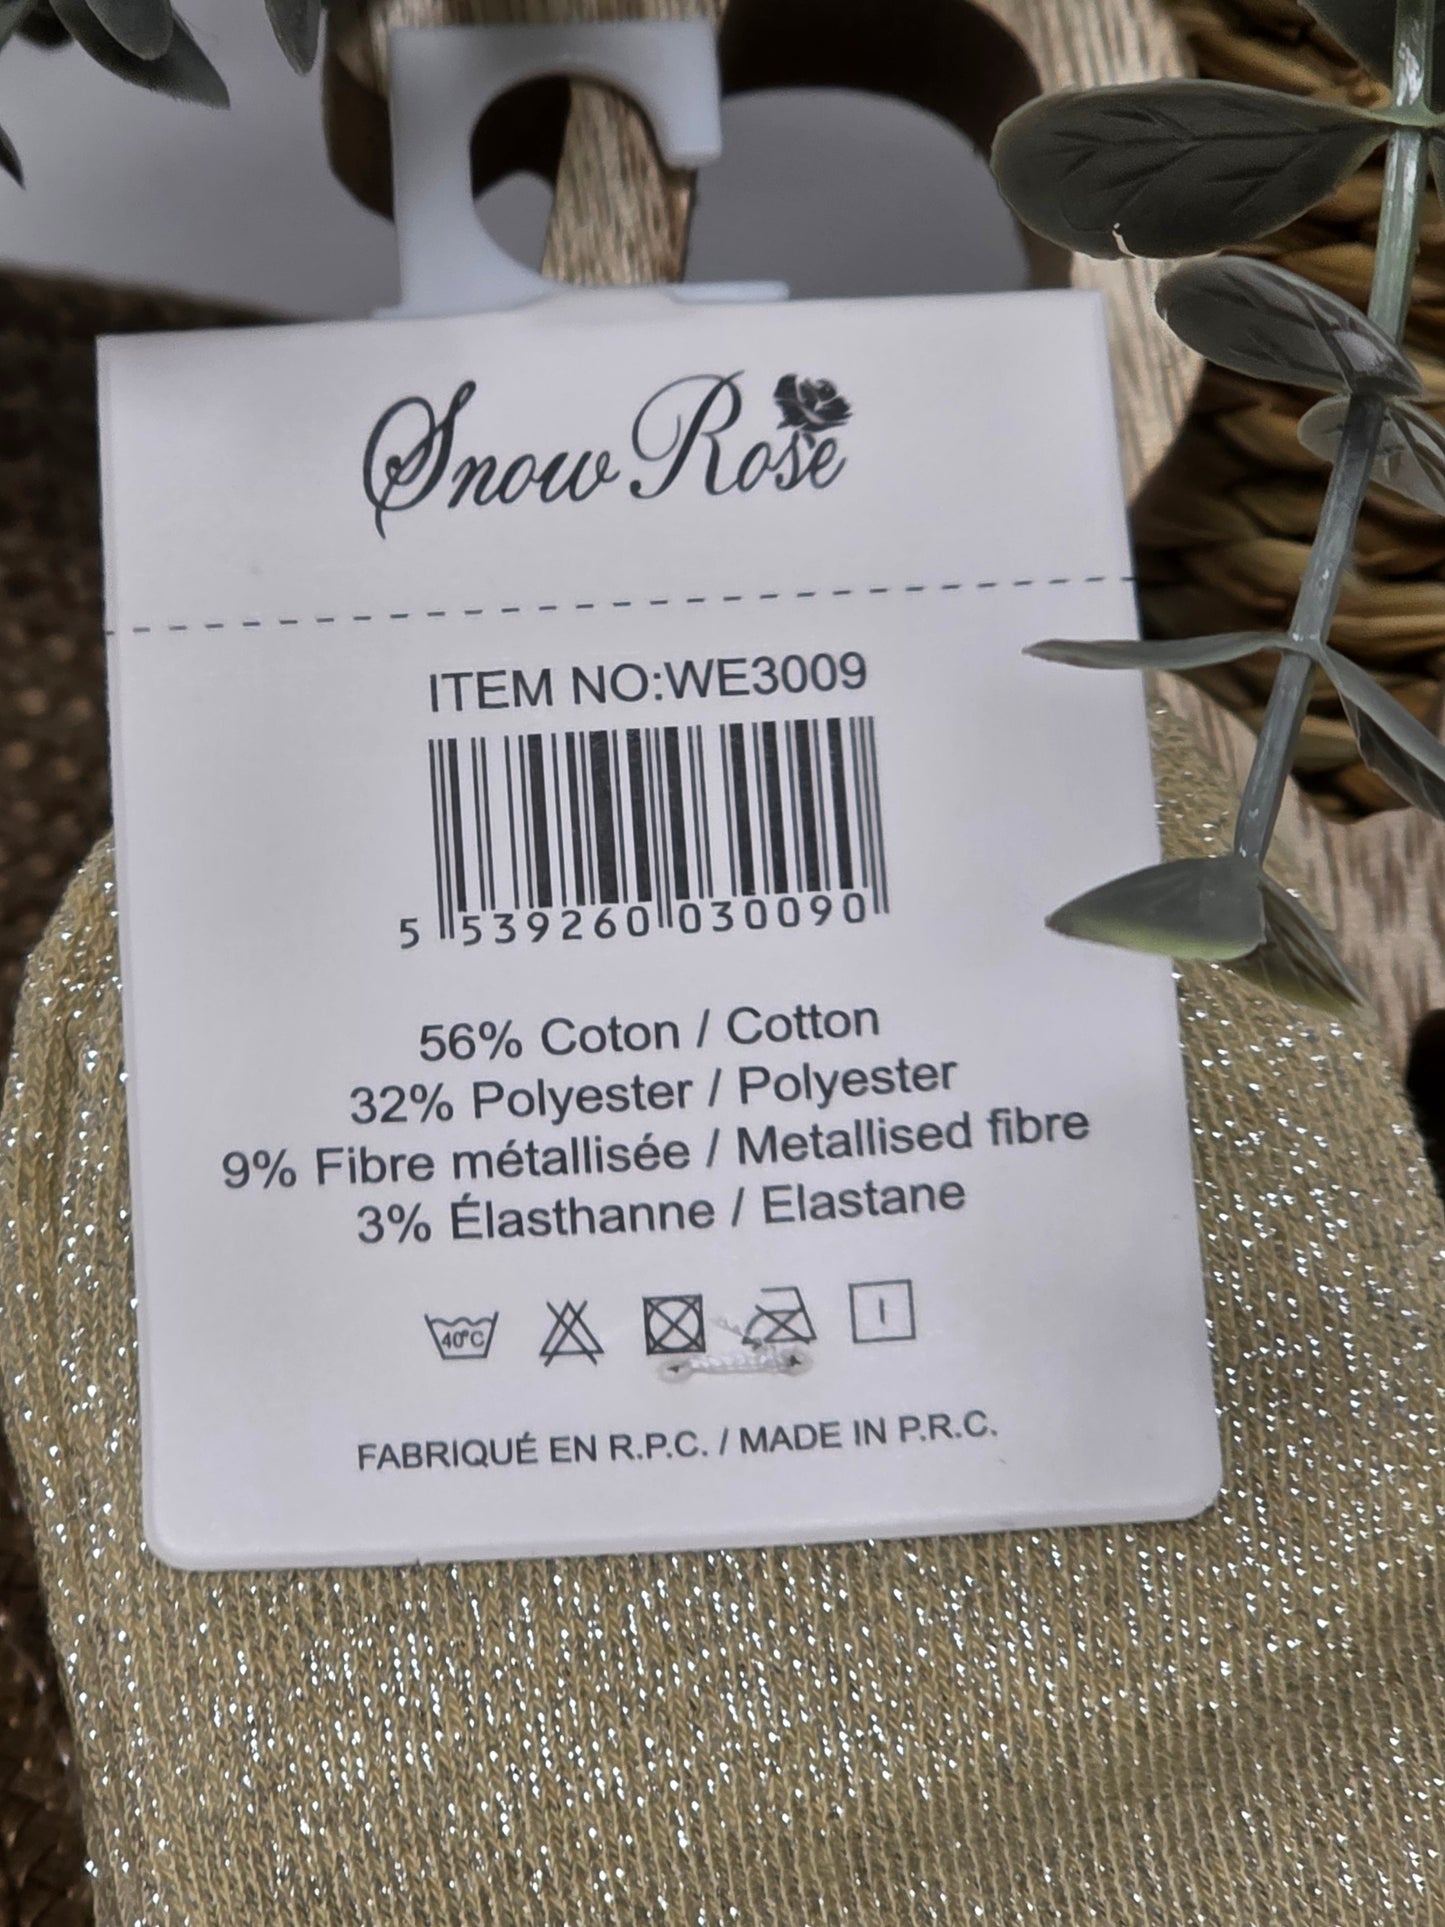 Snow Rose
ITEM NO:WE3009
5 539260 030090
56% Coton / Cotton
32% Polyester / Polyester
9% Fibre métallisée / Metallised fibre
3% Élasthanne / Elastane
40°C
FABRIQUÉ EN R.P.C. / MADE IN P.R.C.